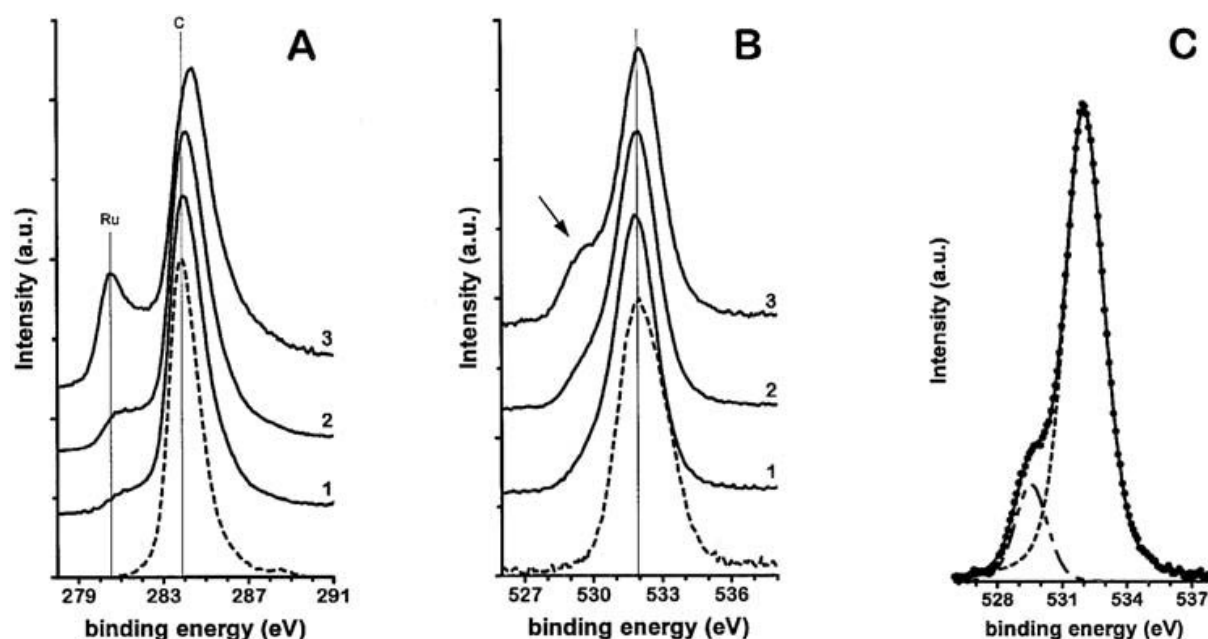 A
C
Ru
3
2
1
Intensity (a.u.)
279 283 287 291
binding energy (eV)
B
3
2
1
Intensity (a.u.)
527 530 533 536
binding energy (eV)
C
Intensity (a.u.)
528 531 534 537
binding energy (eV)